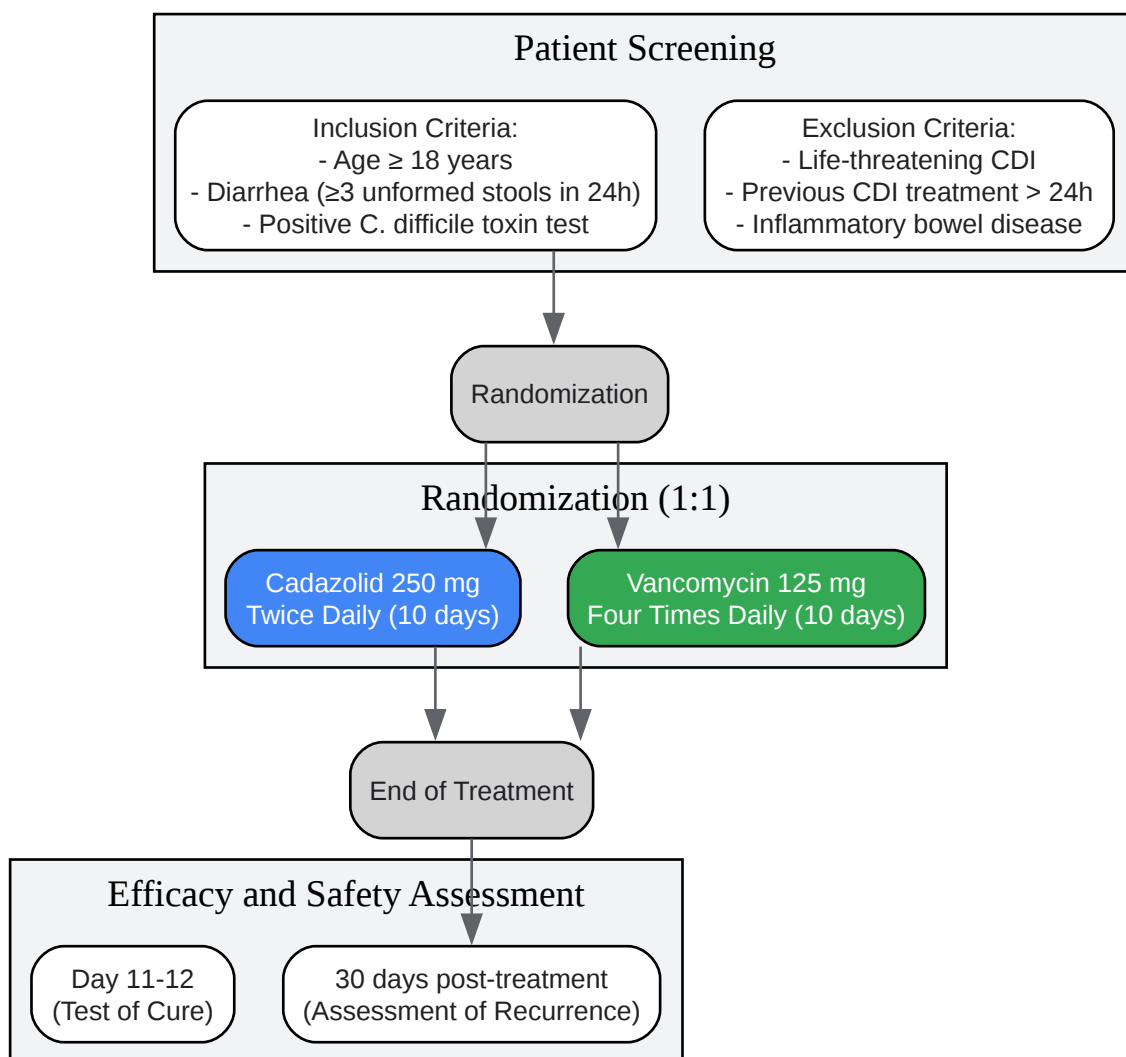 Patient Screening
Inclusion Criteria:
- Age ≥ 18 years
- Diarrhea (≥3 unformed stools in 24h)
- Positive C. difficile toxin test
Exclusion Criteria:
- Life-threatening CDI
- Previous CDI treatment > 24h
- Inflammatory bowel disease
Randomization
Randomization (1:1)
Cadazolid 250 mg
Twice Daily (10 days)
Vancomycin 125 mg
Four Times Daily (10 days)
End of Treatment
Efficacy and Safety Assessment
Day 11-12
(Test of Cure)
30 days post-treatment
(Assessment of Recurrence)